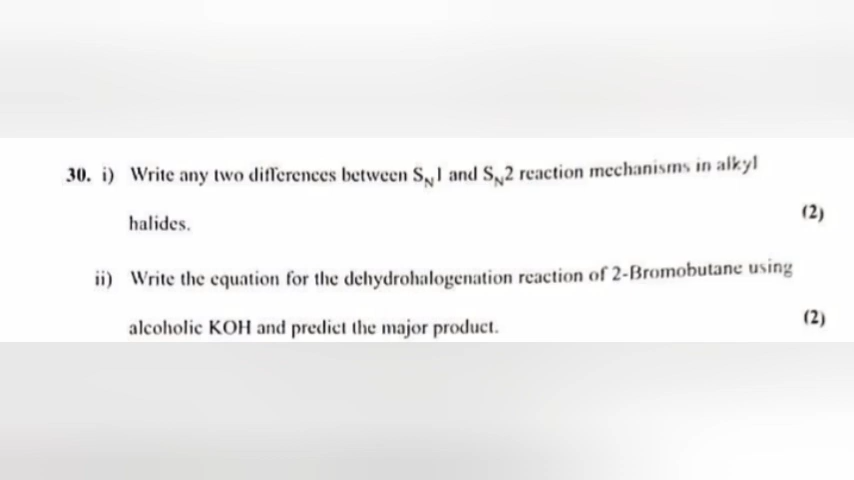 30. i) Write any two differences between SN1 and SN2 reaction mechanisms in alkyl
halides. (2)
ii) Write the equation for the dehydrohalogenation reaction of 2-Bromobutane using
alcoholic KOH and predict the major product. (2)